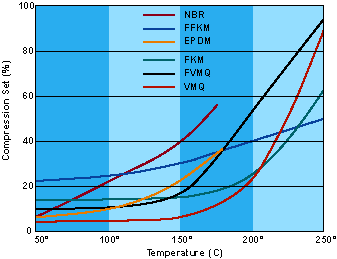 100
80
60
40
20
0
Compression Set (%)
NBR
FFKM
EPDM
FKM
FVMQ
VMQ
50° 100° 150° 200° 250°
Temperature (C)